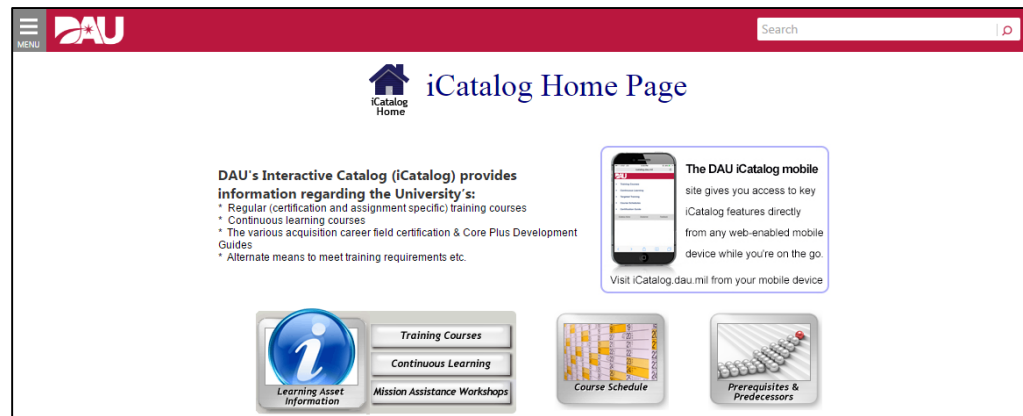 MENU
DAU
Search
iCatalog
Home
iCatalog Home Page
DAU's Interactive Catalog (iCatalog) provides
information regarding the University's:
* Regular (certification and assignment specific) training courses
* Continuous learning courses
* The various acquisition career field certification & Core Plus Development
Guides
* Alternate means to meet training requirements etc.
The DAU iCatalog mobile
site gives you access to key
iCatalog features directly
from any web-enabled mobile
device while you're on the go.
Visit iCatalog.dau.mil from your mobile device
Learning Asset
Information
Training Courses
Continuous Learning
Mission Assistance Workshops
Course Schedule
Prerequisites &
Predecessors